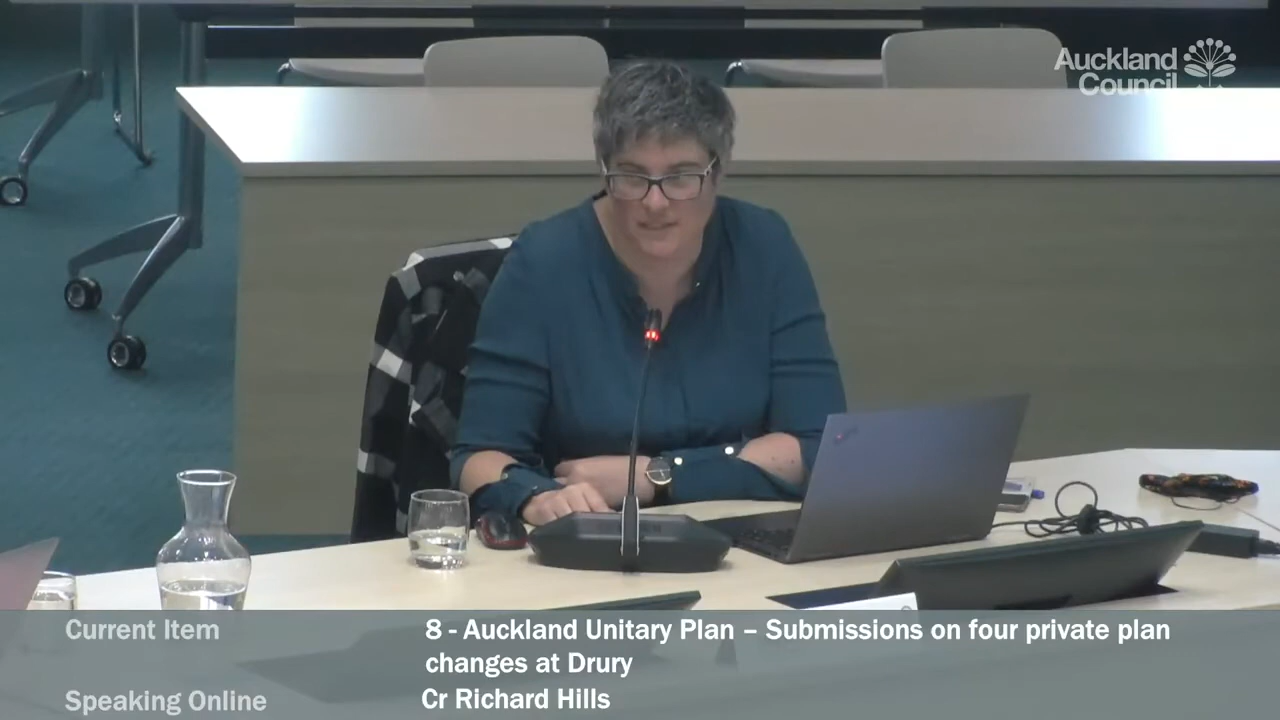 Auckland
Council
Current Item
8 - Auckland Unitary Plan – Submissions on four private plan
changes at Drury
Speaking Online
Cr Richard Hills